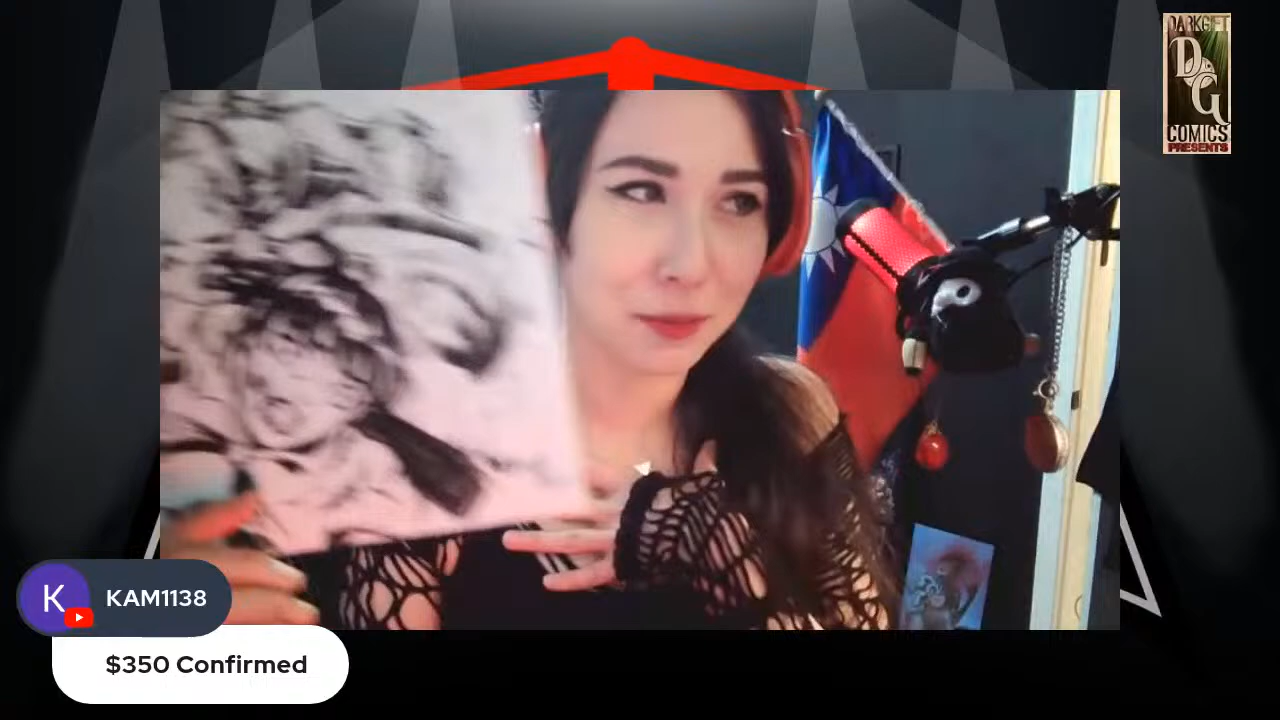 DARKGIFT
DG
COMICS
PRESENTS
K
KAM1138
$350 Confirmed